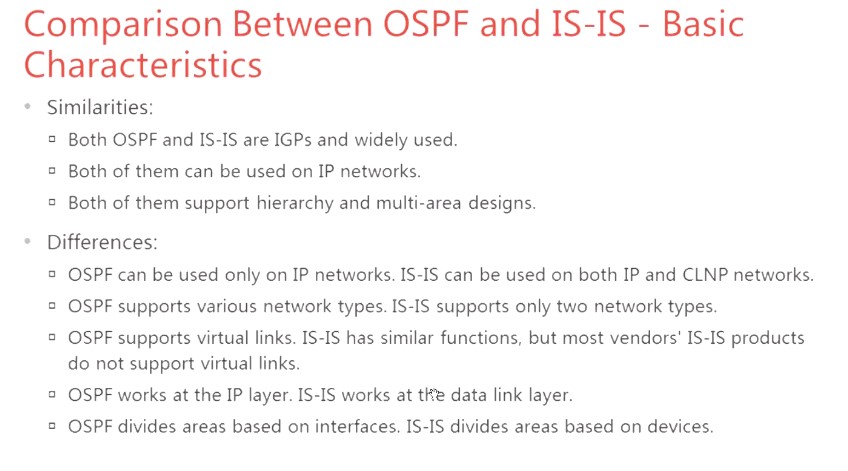 Comparison Between OSPF and IS-IS - Basic
Characteristics
• Similarities:
▫ Both OSPF and IS-IS are IGPs and widely used.
▫ Both of them can be used on IP networks.
▫ Both of them support hierarchy and multi-area designs.
• Differences:
▫ OSPF can be used only on IP networks. IS-IS can be used on both IP and CLNP networks.
▫ OSPF supports various network types. IS-IS supports only two network types.
▫ OSPF supports virtual links. IS-IS has similar functions, but most vendors' IS-IS products
do not support virtual links.
▫ OSPF works at the IP layer. IS-IS works at the data link layer.
▫ OSPF divides areas based on interfaces. IS-IS divides areas based on devices.